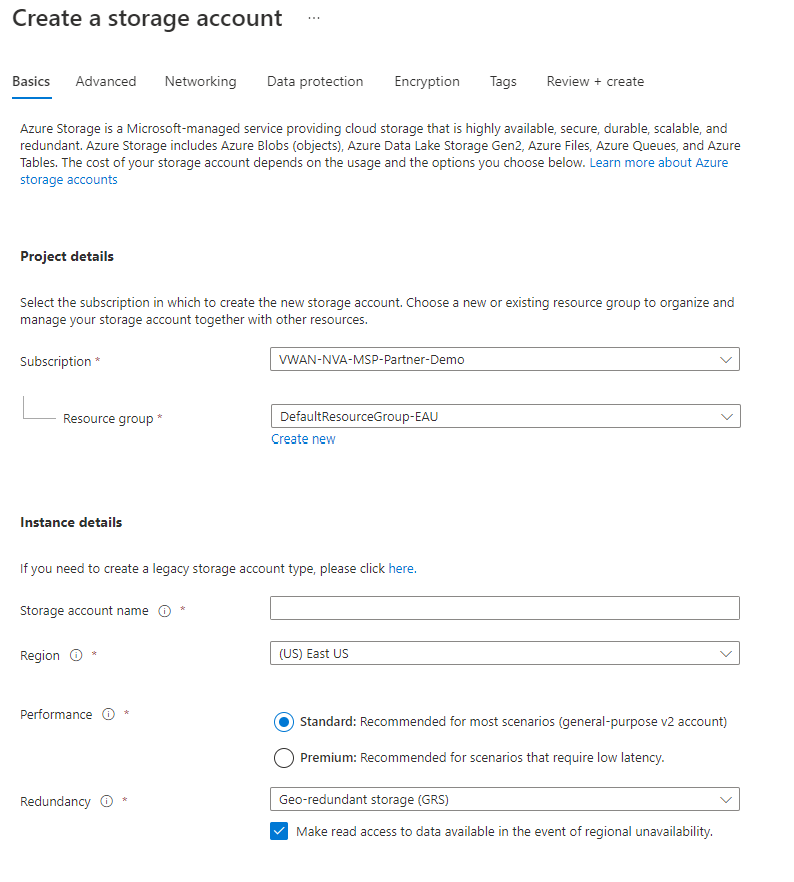 Create a storage account ...
Basics Advanced Networking Data protection Encryption Tags Review + create
Azure Storage is a Microsoft-managed service providing cloud storage that is highly available, secure, durable, scalable, and
redundant. Azure Storage includes Azure Blobs (objects), Azure Data Lake Storage Gen2, Azure Files, Azure Queues, and Azure
Tables. The cost of your storage account depends on the usage and the options you choose below. Learn more about Azure
storage accounts
Project details
Select the subscription in which to create the new storage account. Choose a new or existing resource group to organize and
manage your storage account together with other resources.
Subscription * VWAN-NVA-MSP-Partner-Demo
Resource group * DefaultResourceGroup-EAU
Create new
Instance details
If you need to create a legacy storage account type, please click here.
Storage account name *
Region * (US) East US
Performance * Standard: Recommended for most scenarios (general-purpose v2 account)
Premium: Recommended for scenarios that require low latency.
Redundancy * Geo-redundant storage (GRS)
Make read access to data available in the event of regional unavailability.